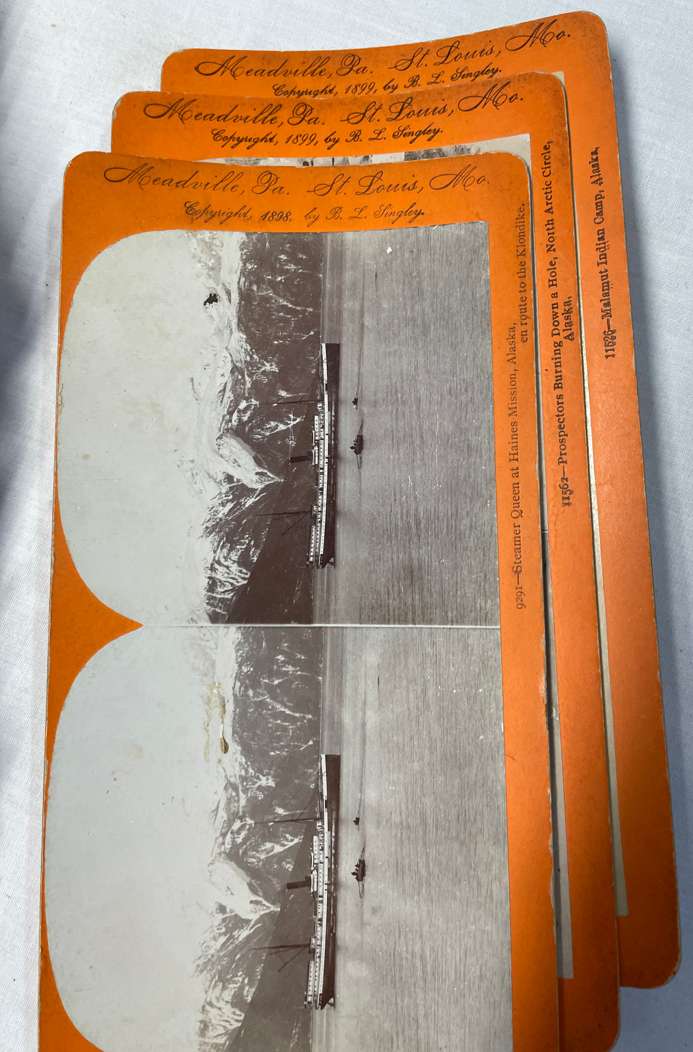 Meadville, Pa. St. Louis, Mo.
Copyright, 1899, by B. L. Singley.
Meadville, Pa. St. Louis, Mo.
Copyright, 1899, by B. L. Singley.
Meadville, Pa. St. Louis, Mo.
Copyright, 1898. by B. L. Singley.
9291—Steamer Queen at Haines Mission, Alaska,
en route to the Klondike.
11562—Prospectors Burning Down a Hole, North Arctic Circle,
Alaska,
11526—Malamut Indian Camp, Alaska,